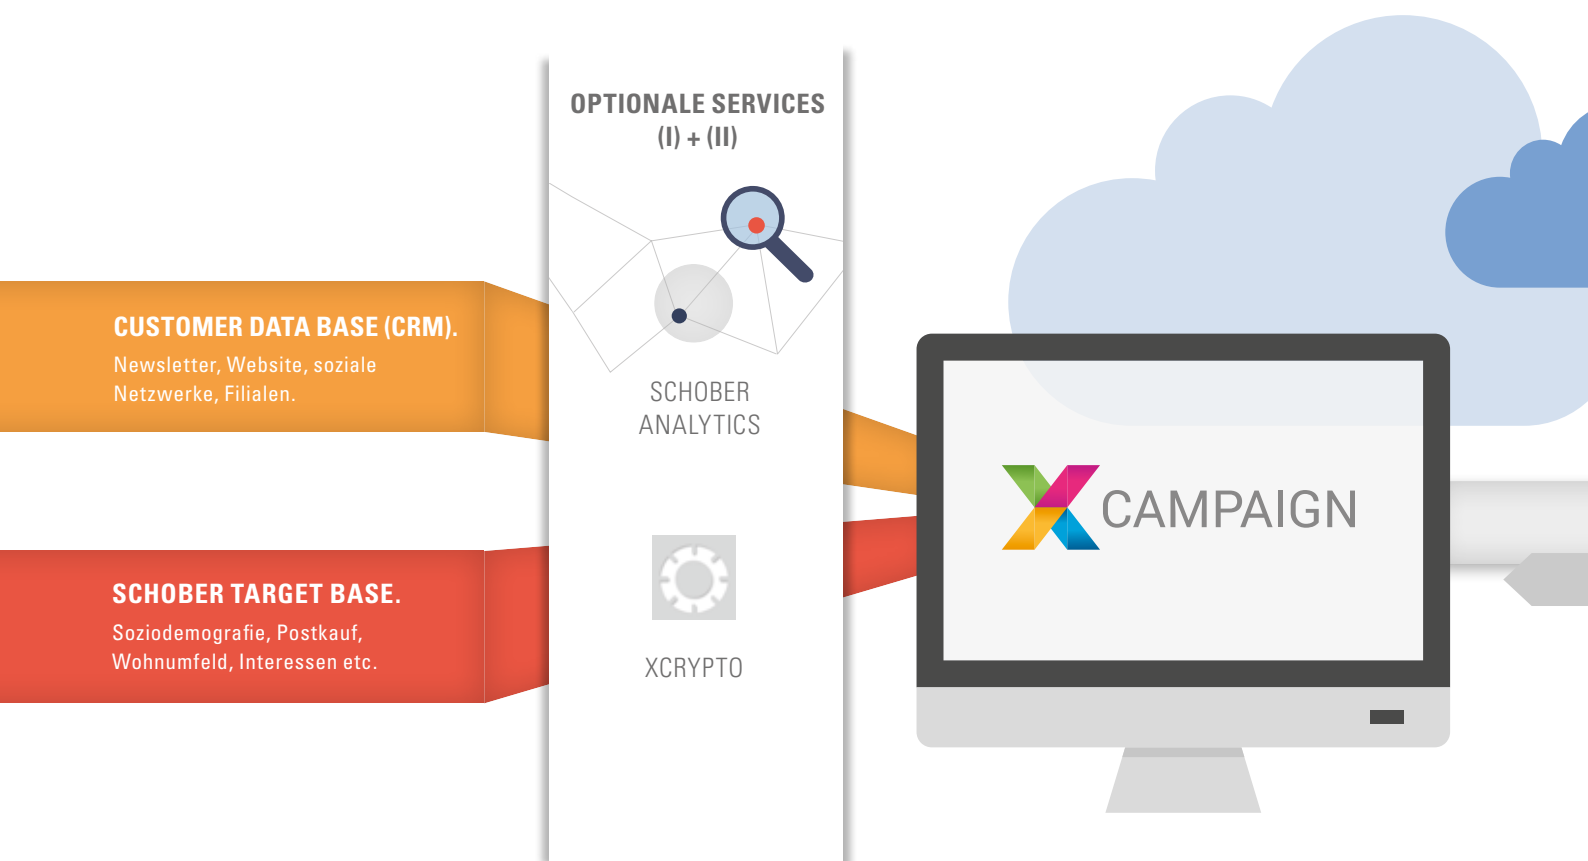 OPTIONALE SERVICES
(I) + (II)
CUSTOMER DATA BASE (CRM).
Newsletter, Website, soziale
Netzwerke, Filialen.
SCHOBER
ANALYTICS
X CAMPAIGN
SCHOBER TARGET BASE.
Soziodemografie, Postkauf,
Wohnumfeld, Interessen etc.
XCRYPTO